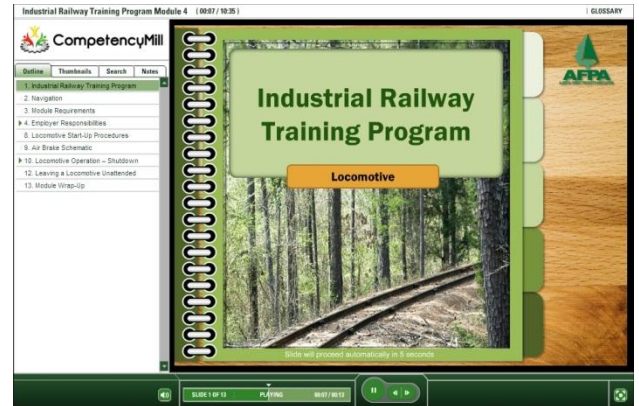 Industrial Railway Training Program Module 4 ( 00:07 / 10:35 )
GLOSSARY
CompetencyMill
Outline Thumbnails Search Notes
1. Industrial Railway Training Program
2. Navigation
3. Module Requirements
4. Employer Responsibilities
8. Locomotive Start-Up Procedures
9. Air Brake Schematic
10. Locomotive Operation – Shutdown
12. Leaving a Locomotive Unattended
13. Module Wrap-Up
Industrial Railway
Training Program
Locomotive
Slide will proceed automatically in 5 seconds
AFPA
SLIDE 1 OF 13 PLAYING 00:07 / 00:13